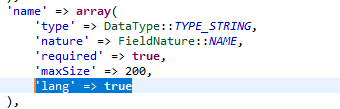 'name' => array(
'type' => DataType::TYPE_STRING,
'nature' => FieldNature::NAME,
'required' => true,
'maxSize' => 200,
'lang' => true
),